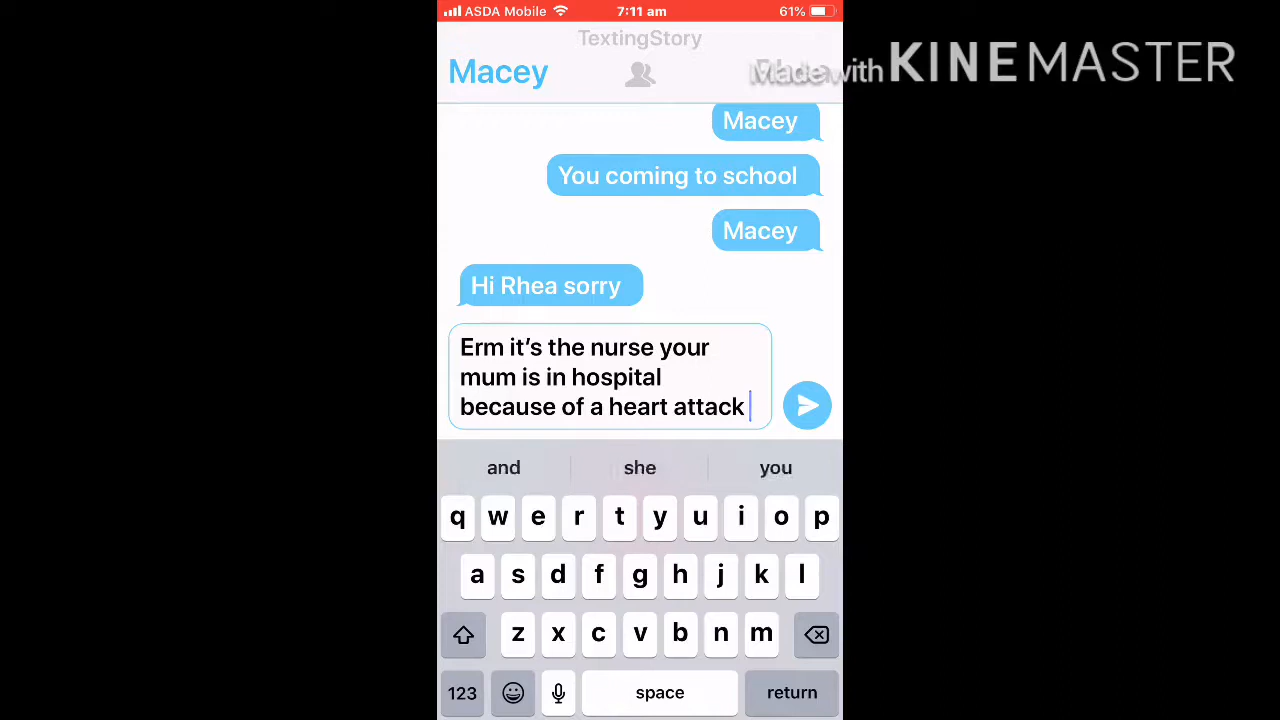 ASDA Mobile 7:11 am 61%
TextingStory
Macey
Made with KINEMASTER
Macey
You coming to school
Macey
Hi Rhea sorry
Erm it’s the nurse your
mum is in hospital
because of a heart attack
and she you
q w e r t y u i o p
a s d f g h j k l
z x c v b n m
123 space return